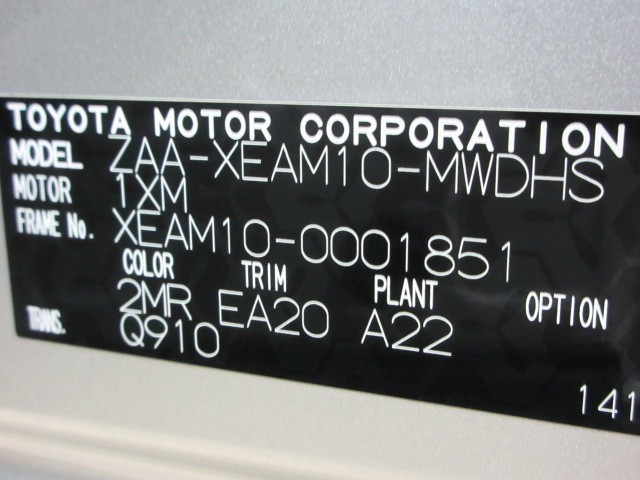 TOYOTA MOTOR CORPORATION
MODEL ZAA-XEAM10-MWDHS
MOTOR 1XM
FRAME No. XEAM10-0001851
COLOR TRIM PLANT OPTION
2MR EA20 A22
TRANS. Q910
141